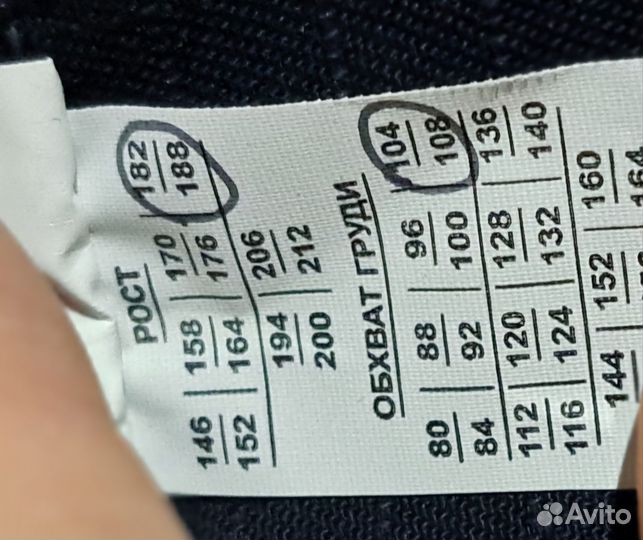 РОСТ
146 | 158 | 170 | 182
152 | 164 | 176 | 188
194 | 206
200 | 212
ОБХВАТ ГРУДИ
80 | 88 | 96 | 104
84 | 92 | 100 | 108
112 | 120 | 128 | 136
116 | 124 | 132 | 140
144 | 152 | 160
164
Avito